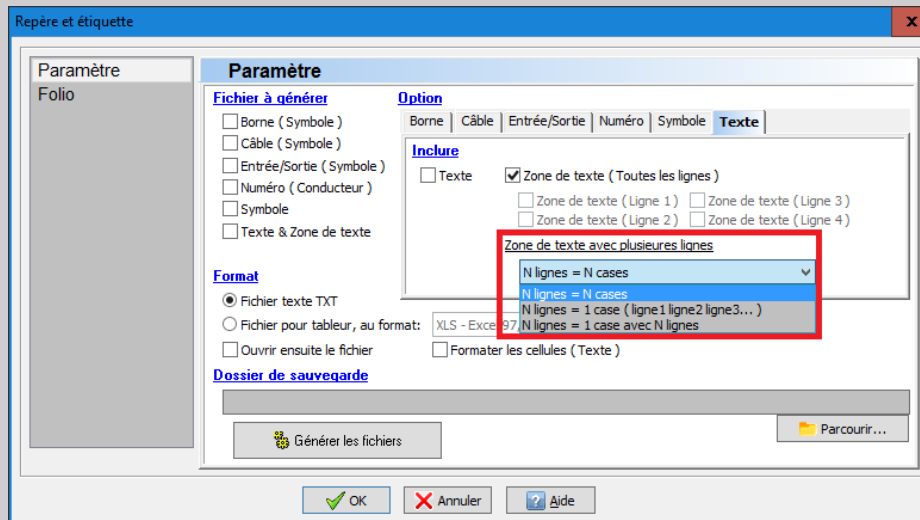 Repère et étiquette
x
Paramètre
Folio
Paramètre
Fichier à générer
Borne ( Symbole )
Câble ( Symbole )
Entrée/Sortie ( Symbole )
Numéro ( Conducteur )
Symbole
Texte & Zone de texte
Option
Borne Câble Entrée/Sortie Numéro Symbole Texte
Inclure
Texte Zone de texte ( Toutes les lignes )
Zone de texte ( Ligne 1 ) Zone de texte ( Ligne 3 )
Zone de texte ( Ligne 2 ) Zone de texte ( Ligne 4 )
Zone de texte avec plusieures lignes
N lignes = N cases
N lignes = N cases
N lignes = 1 case ( ligne1 ligne2 ligne3... )
N lignes = 1 case avec N lignes
Format
Fichier texte TXT
Fichier pour tableur, au format: XLS - Excel 97,
Ouvrir ensuite le fichier Formater les cellules ( Texte )
Dossier de sauvegarde
Générer les fichiers
Parcourir...
OK Annuler ? Aide